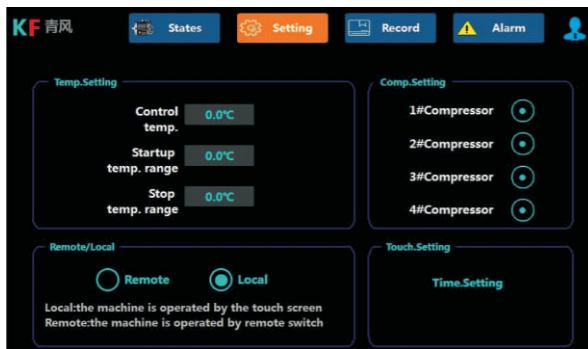 KF 青风
States
Setting
Record
Alarm
Temp.Setting
Control
temp.
0.0℃
Startup
temp. range
0.0℃
Stop
temp. range
0.0℃
Comp.Setting
1#Compressor
2#Compressor
3#Compressor
4#Compressor
Remote/Local
Remote
Local
Local:the machine is operated by the touch screen
Remote:the machine is operated by remote switch
Touch.Setting
Time.Setting